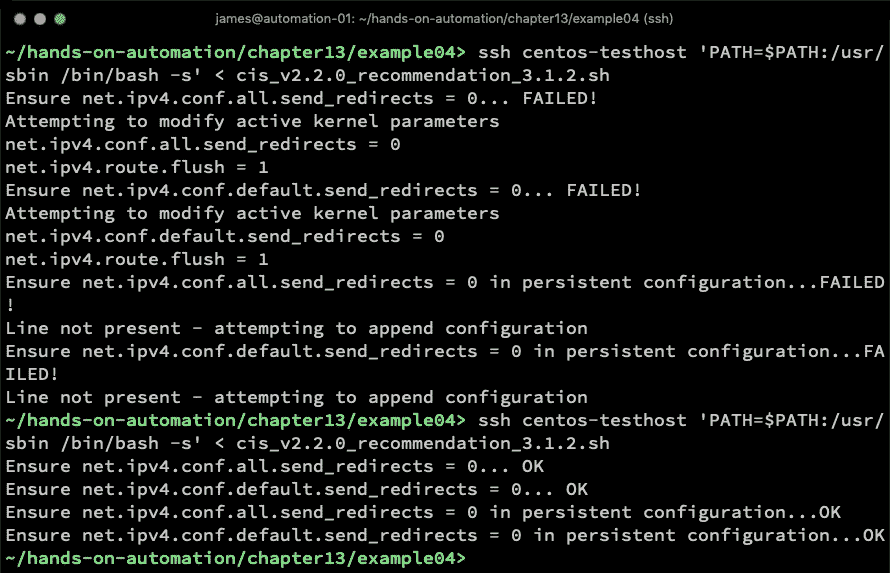 james@automation-01: ~/hands-on-automation/chapter13/example04 (ssh)
~/hands-on-automation/chapter13/example04> ssh centos-testhost 'PATH=$PATH:/usr/
sbin /bin/bash -s' < cis_v2.2.0_recommendation_3.1.2.sh
Ensure net.ipv4.conf.all.send_redirects = 0... FAILED!
Attempting to modify active kernel parameters
net.ipv4.conf.all.send_redirects = 0
net.ipv4.route.flush = 1
Ensure net.ipv4.conf.default.send_redirects = 0... FAILED!
Attempting to modify active kernel parameters
net.ipv4.conf.default.send_redirects = 0
net.ipv4.route.flush = 1
Ensure net.ipv4.conf.all.send_redirects = 0 in persistent configuration...FAILED
!
Line not present - attempting to append configuration
Ensure net.ipv4.conf.default.send_redirects = 0 in persistent configuration...FA
ILED!
Line not present - attempting to append configuration
~/hands-on-automation/chapter13/example04> ssh centos-testhost 'PATH=$PATH:/usr/
sbin /bin/bash -s' < cis_v2.2.0_recommendation_3.1.2.sh
Ensure net.ipv4.conf.all.send_redirects = 0... OK
Ensure net.ipv4.conf.default.send_redirects = 0... OK
Ensure net.ipv4.conf.all.send_redirects = 0 in persistent configuration...OK
Ensure net.ipv4.conf.default.send_redirects = 0 in persistent configuration...OK
~/hands-on-automation/chapter13/example04>